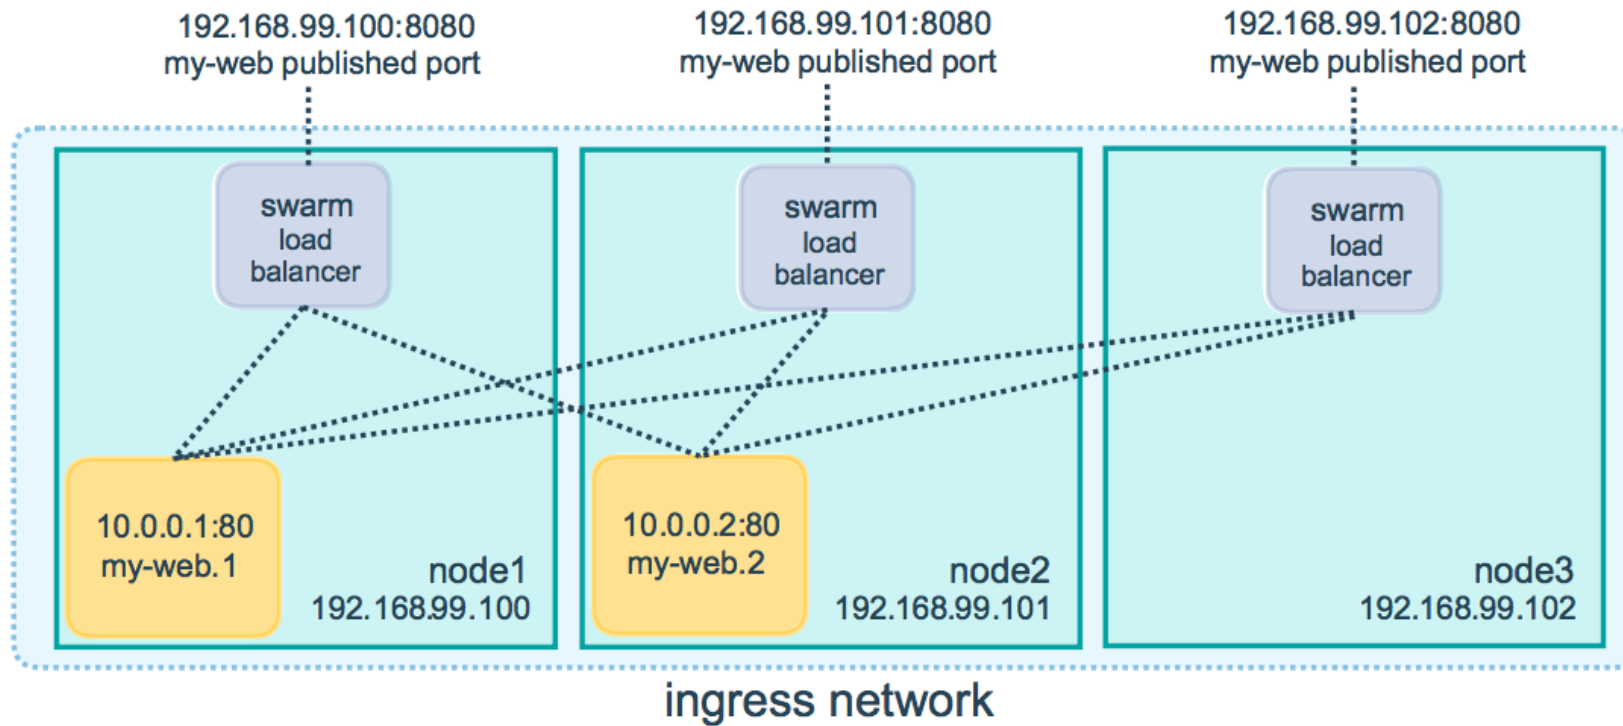 192.168.99.100:8080
my-web published port
192.168.99.101:8080
my-web published port
192.168.99.102:8080
my-web published port
swarm
load
balancer
swarm
load
balancer
swarm
load
balancer
10.0.0.1:80
my-web.1
node1
192.168.99.100
10.0.0.2:80
my-web.2
node2
192.168.99.101
node3
192.168.99.102
ingress network